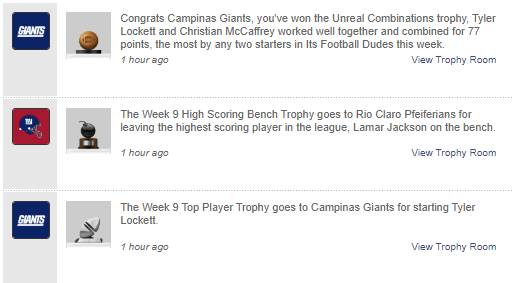 GIANTS
Congrats Campinas Giants, you've won the Unreal Combinations trophy, Tyler
Lockett and Christian McCaffrey worked well together and combined for 77
points, the most by any two starters in Its Football Dudes this week.
1 hour ago View Trophy Room
The Week 9 High Scoring Bench Trophy goes to Rio Claro Pfeiferians for
leaving the highest scoring player in the league, Lamar Jackson on the bench.
1 hour ago View Trophy Room
GIANTS
The Week 9 Top Player Trophy goes to Campinas Giants for starting Tyler
Lockett.
1 hour ago View Trophy Room